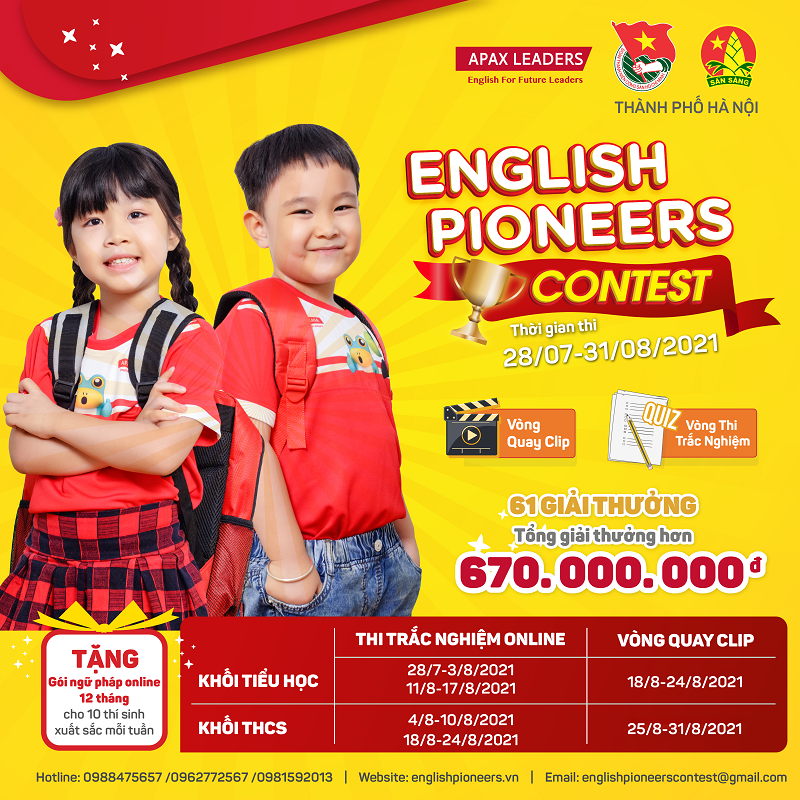 APAX LEADERS
English For Future Leaders
SẴN SÀNG
THÀNH PHỐ HÀ NỘI
ENGLISH
PIONEERS
CONTEST
Thời gian thi
28/07-31/08/2021
Vòng
Quay Clip
QUIZ
Vòng Thi
Trắc Nghiệm
61 GIẢI THƯỞNG
Tổng giải thưởng hơn
670.000.000đ
TẶNG
Gói ngữ pháp online
12 tháng
cho 10 thí sinh
xuất sắc mỗi tuần
THI TRẮC NGHIỆM ONLINE
VÒNG QUAY CLIP
KHỐI TIỂU HỌC
28/7-3/8/2021
11/8-17/8/2021
18/8-24/8/2021
KHỐI THCS
4/8-10/8/2021
18/8-24/8/2021
25/8-31/8/2021
Hotline: 0988475657 /0962772567 /0981592013 | Website: englishpioneers.vn | Email: englishpioneerscontest@gmail.com